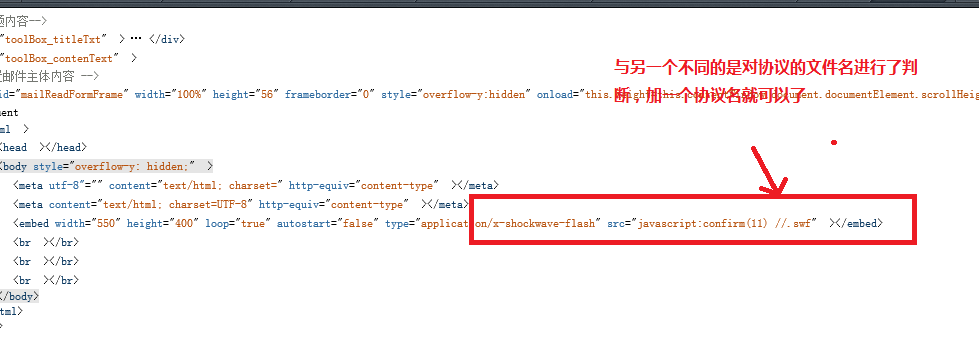 内容-->
"toolBox_titleTxt" > … </div>
"toolBox_contenText" >
邮件主体内容 -->
与另一个不同的是对协议的文件名进行了判
断，加一个协议名就可以了
id="mailReadFormFrame" width="100%" height="56" frameborder="0" style="overflow-y:hidden" onload="this. document.documentElement.scrollHei
ment
ml >
<head ></head>
<body style="overflow-y: hidden;" >
<meta utf-8"="" content="text/html; charset=" http-equiv="content-type" ></meta>
<meta content="text/html; charset=UTF-8" http-equiv="content-type" ></meta>
<embed width="550" height="400" loop="true" autostart="false" type="application/x-shockwave-flash" src="javascript:confirm(11) //.swf" ></embed>
<br ></br>
<br ></br>
<br ></br>
</body>
tml>
>